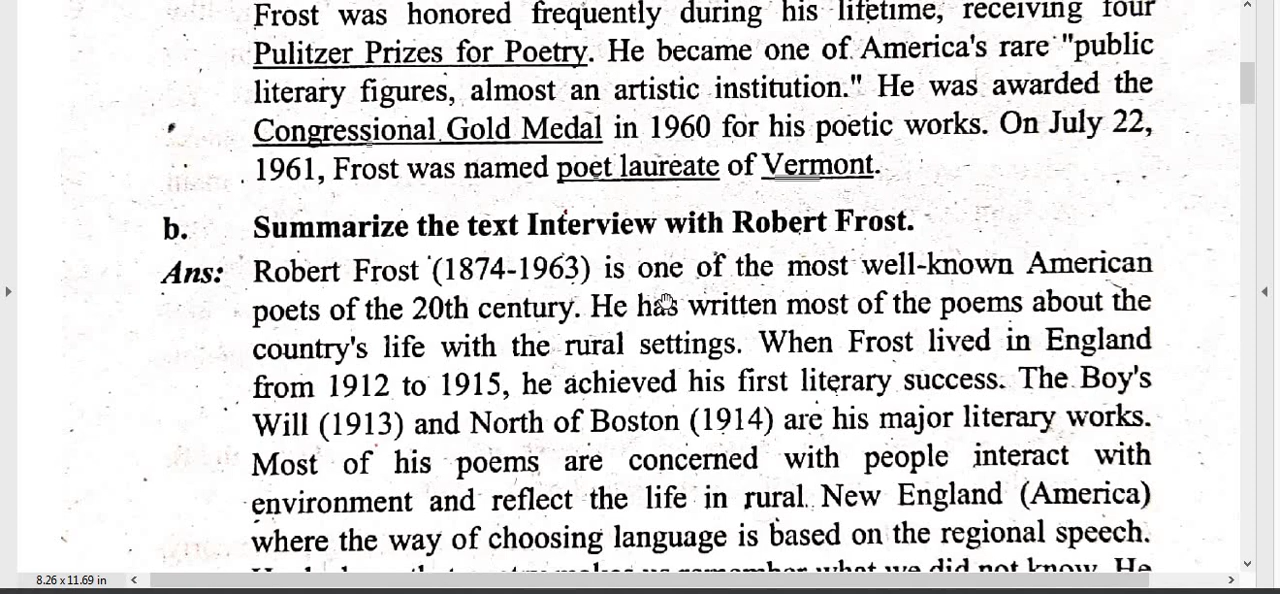 Frost was honored frequently during his lifetime, receiving four
Pulitzer Prizes for Poetry. He became one of America's rare "public
literary figures, almost an artistic institution." He was awarded the
Congressional Gold Medal in 1960 for his poetic works. On July 22,
1961, Frost was named poet laureate of Vermont.
b. Summarize the text Interview with Robert Frost.
Ans: Robert Frost (1874-1963) is one of the most well-known American
poets of the 20th century. He has written most of the poems about the
country's life with the rural settings. When Frost lived in England
from 1912 to 1915, he achieved his first literary success. The Boy's
Will (1913) and North of Boston (1914) are his major literary works.
Most of his poems are concerned with people interact with
environment and reflect the life in rural New England (America)
where the way of choosing language is based on the regional speech.
remember what we did not know. He
8.26 x 11.69 in